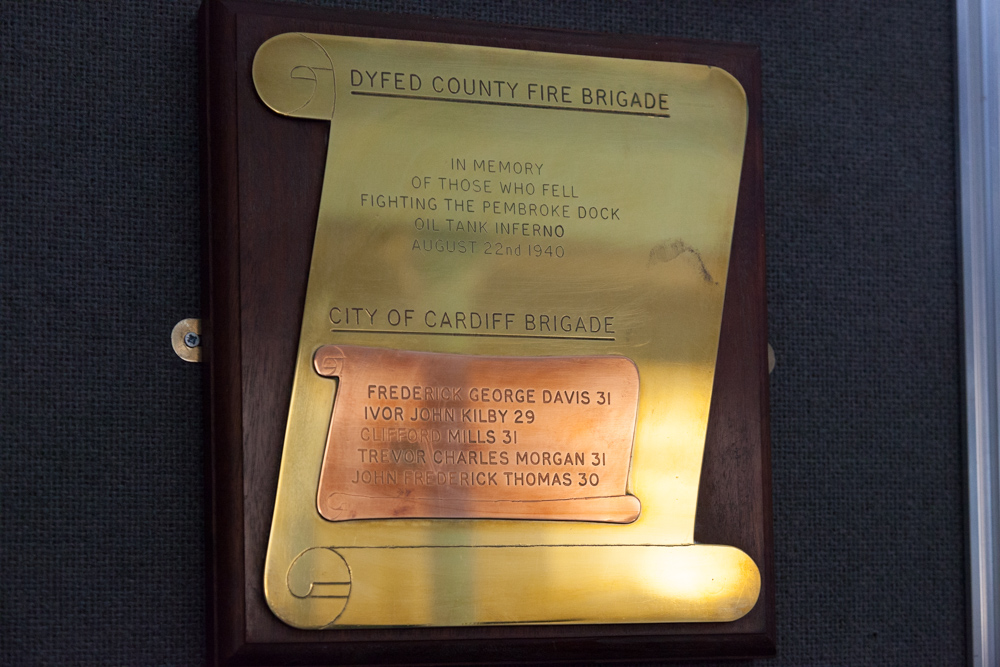 DYFED COUNTY FIRE BRIGADE
IN MEMORY
OF THOSE WHO FELL
FIGHTING THE PEMBROKE DOCK
OIL TANK INFERNO
AUGUST 22nd 1940
CITY OF CARDIFF BRIGADE
FREDERICK GEORGE DAVIS 31
IVOR JOHN KILBY 29
CLIFFORD MILLS 31
TREVOR CHARLES MORGAN 31
JOHN FREDERICK THOMAS 30